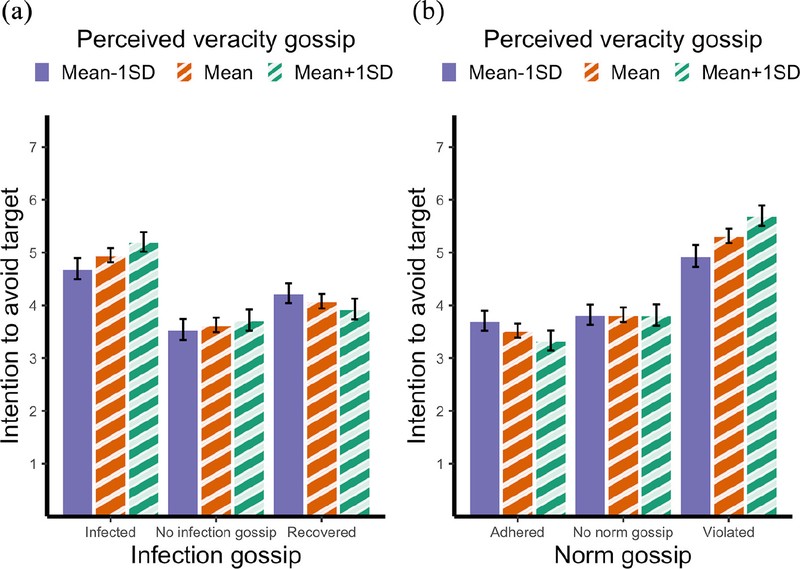 (a)
Perceived veracity gossip
Mean-1SD Mean Mean+1SD
Intention to avoid target
7
6
5
4
3
2
1
Infected No infection gossip Recovered
Infection gossip
(b)
Perceived veracity gossip
Mean-1SD Mean Mean+1SD
Intention to avoid target
7
6
5
4
3
2
1
Adhered No norm gossip Violated
Norm gossip